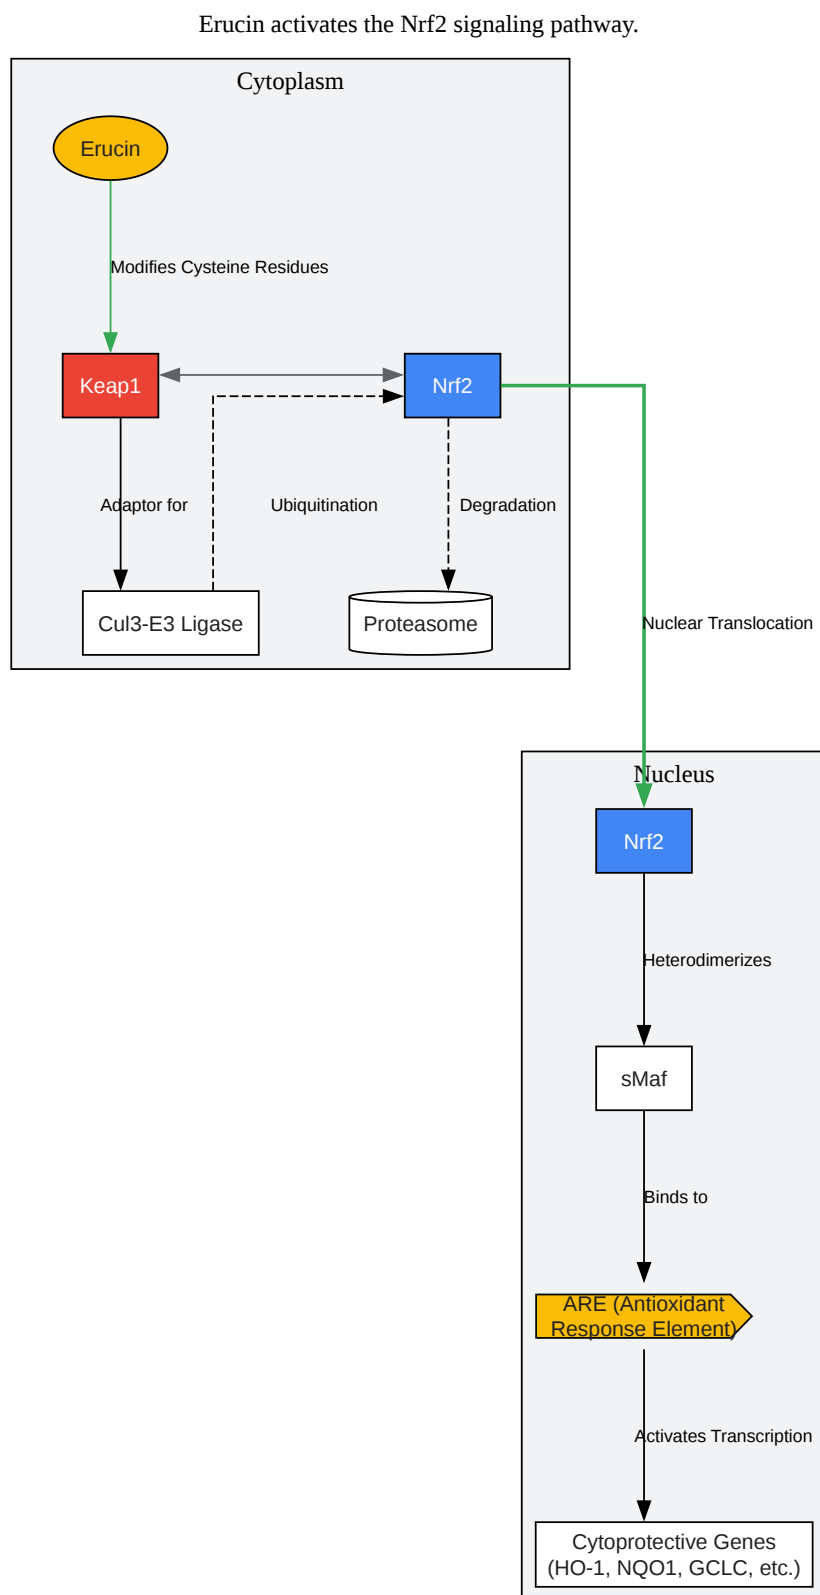 Erucin activates the Nrf2 signaling pathway.
Cytoplasm
Erucin
Modifies Cysteine Residues
Keap1
Nrf2
Adaptor for
Ubiquitination
Degradation
Cul3-E3 Ligase
Proteasome
Nuclear Translocation
Nucleus
Nrf2
Heterodimerizes
sMaf
Binds to
ARE (Antioxidant
Response Element)
Activates Transcription
Cytoprotective Genes
(HO-1, NQO1, GCLC, etc.)